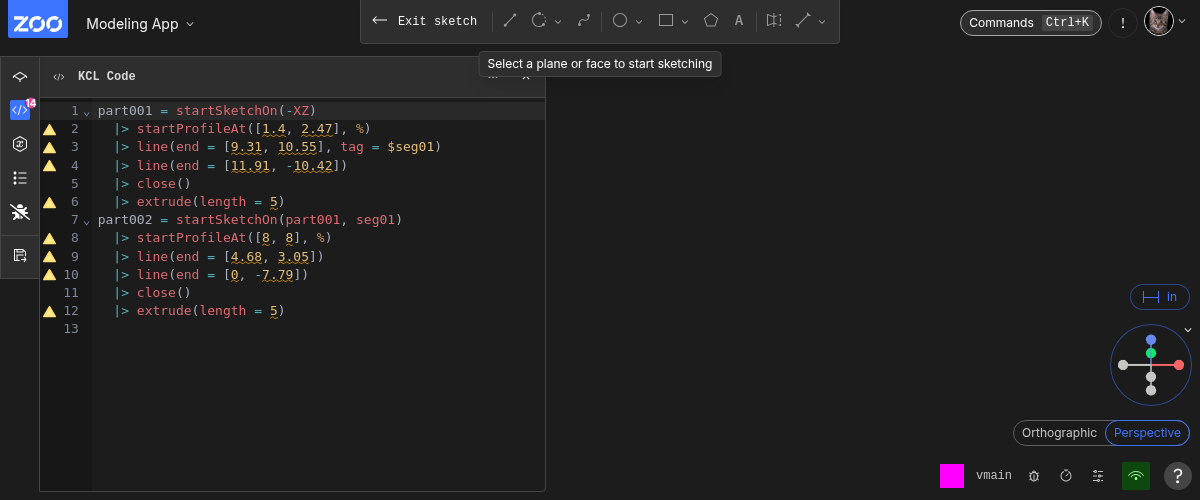 ZOO
Modeling App
Exit sketch
A
Commands Ctrl+K
!
Select a plane or face to start sketching
KCL Code
14
1 part001 = startSketchOn(-XZ)
2 |> startProfileAt([1.4, 2.47], %)
3 |> line(end = [9.31, 10.55], tag = $seg01)
4 |> line(end = [11.91, -10.42])
5 |> close()
6 |> extrude(length = 5)
7 part002 = startSketchOn(part001, seg01)
8 |> startProfileAt([8, 8], %)
9 |> line(end = [4.68, 3.05])
10 |> line(end = [0, -7.79])
11 |> close()
12 |> extrude(length = 5)
13
in
Orthographic Perspective
vmain
?